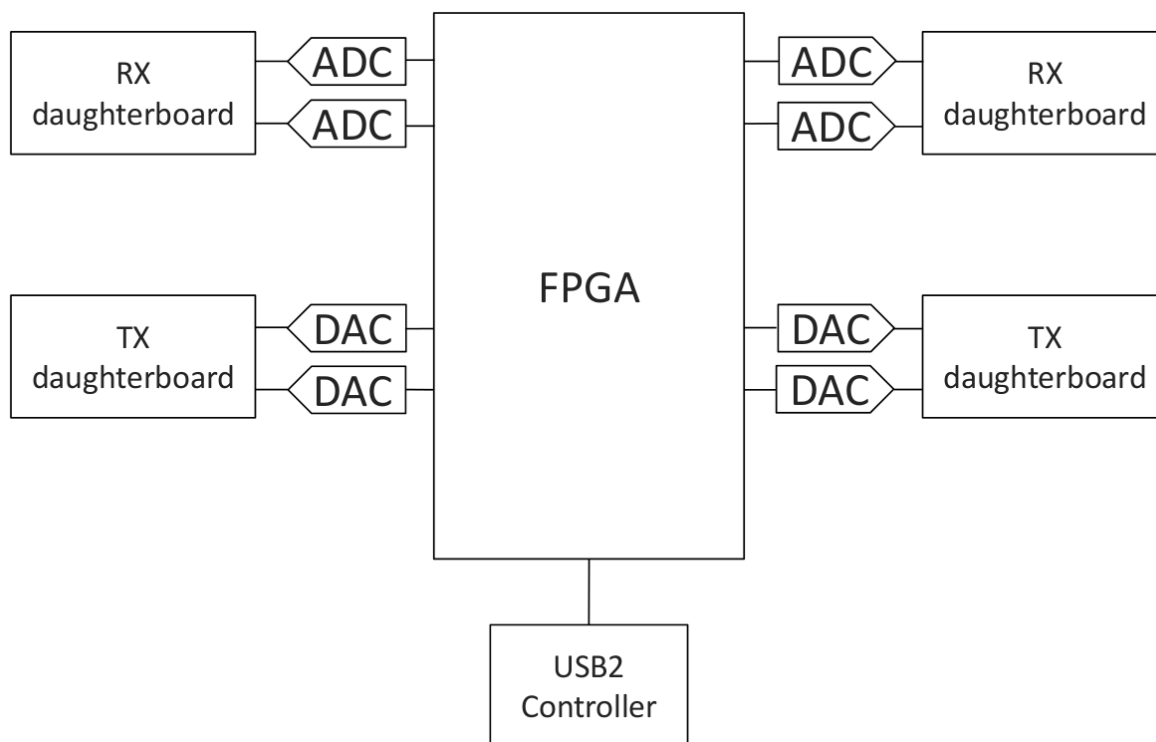 RX
daughterboard
ADC
ADC
ADC
ADC
RX
daughterboard
FPGA
TX
daughterboard
DAC
DAC
DAC
DAC
TX
daughterboard
USB2
Controller